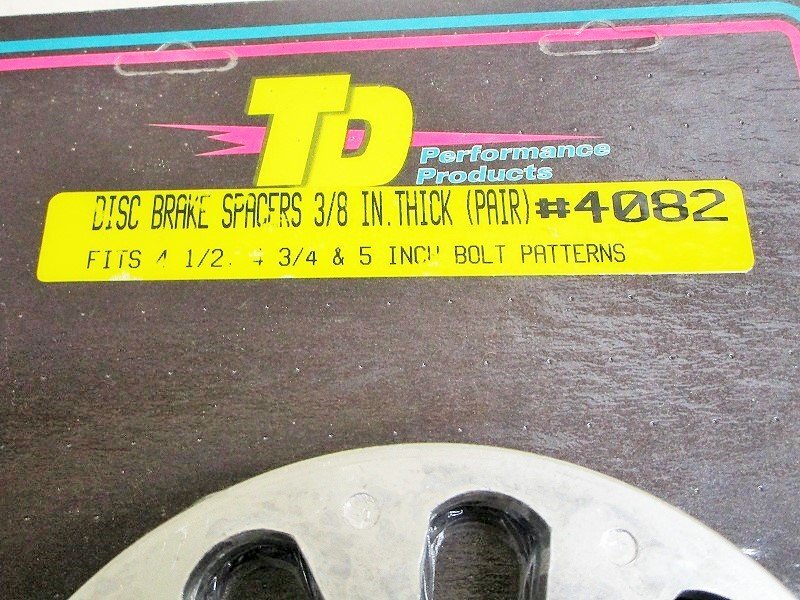 TD
Performance
Products
DISC BRAKE SPACERS 3/8 IN. THICK (PAIR) #4082
FITS 4 1/2, 4 3/4 & 5 INCH BOLT PATTERNS